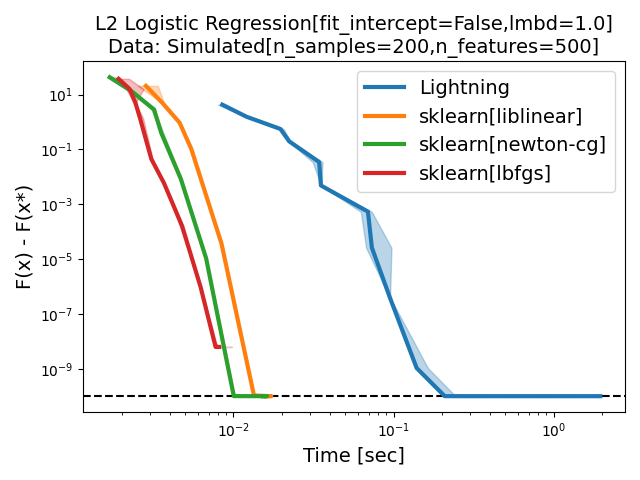 L2 Logistic Regression[fit_intercept=False,lmbd=1.0]
Data: Simulated[n_samples=200,n_features=500]
F(x) - F(x*)
10¹
10⁻¹
10⁻³
10⁻⁵
10⁻⁷
10⁻⁹
Lightning
sklearn[liblinear]
sklearn[newton-cg]
sklearn[lbfgs]
10⁻²
10⁻¹
10⁰
Time [sec]